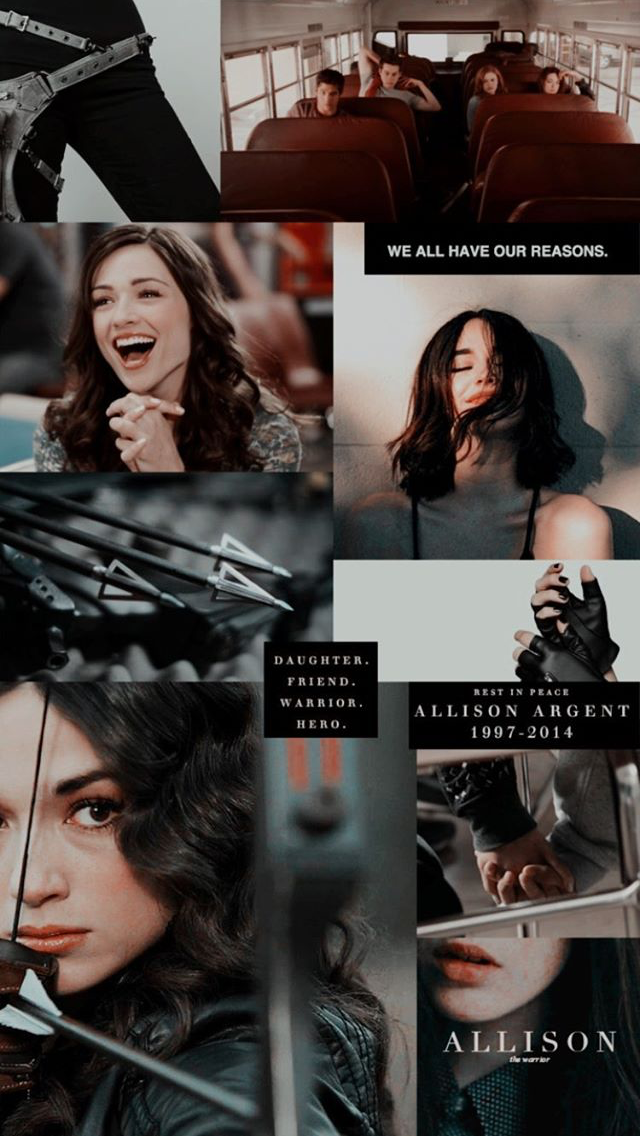 WE ALL HAVE OUR REASONS.
DAUGHTER.
FRIEND.
WARRIOR.
HERO.
REST IN PEACE
ALLISON ARGENT
1997-2014
ALLISON
the warrior